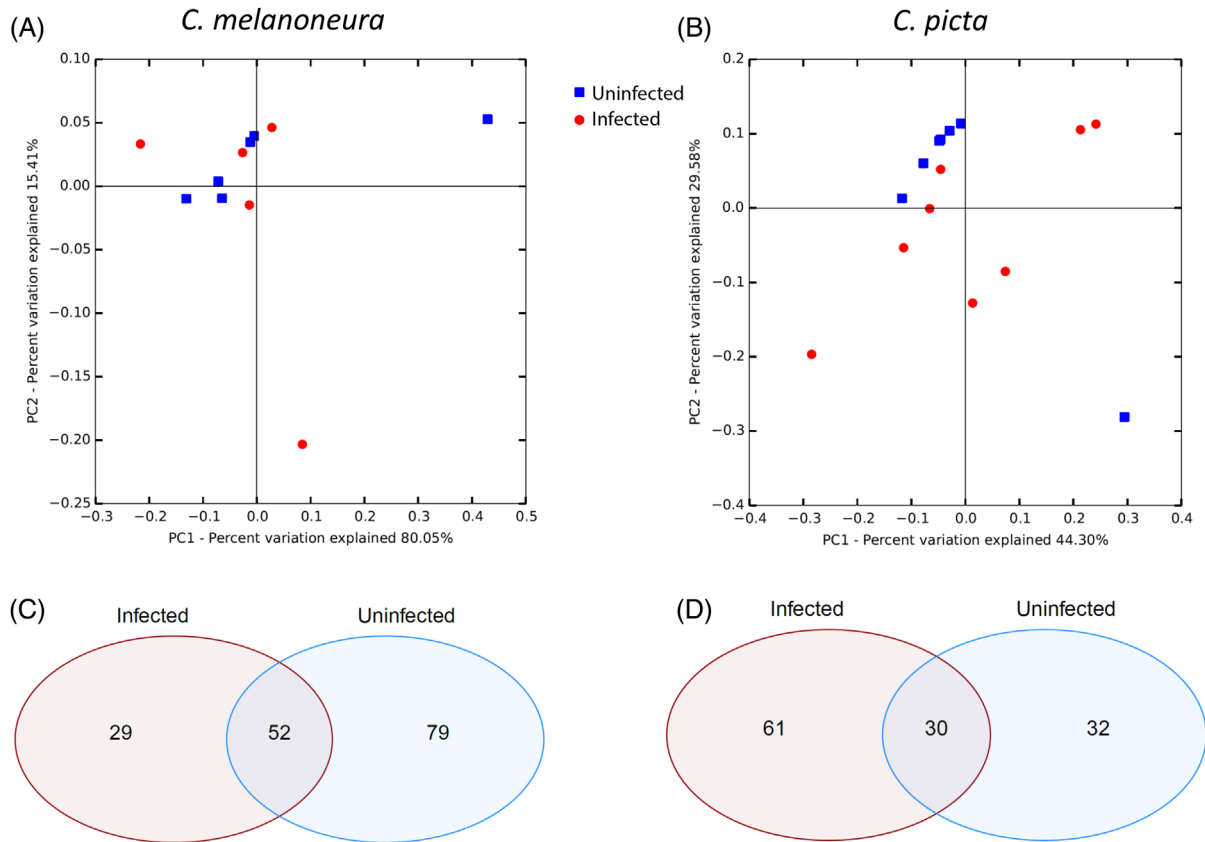 (A) C. melanoneura
(B) C. picta
Uninfected
Infected
0.10
0.05
0.00
−0.05
−0.10
−0.15
−0.20
−0.25
PC2 - Percent variation explained 15.41%
−0.3 −0.2 −0.1 0.0 0.1 0.2 0.3 0.4 0.5
PC1 - Percent variation explained 80.05%
0.2
0.1
0.0
−0.1
−0.2
−0.3
−0.4
PC2 - Percent variation explained 29.58%
−0.4 −0.3 −0.2 −0.1 0.0 0.1 0.2 0.3 0.4
PC1 - Percent variation explained 44.30%
(C)
Infected Uninfected
29 52 79
(D)
Infected Uninfected
61 30 32